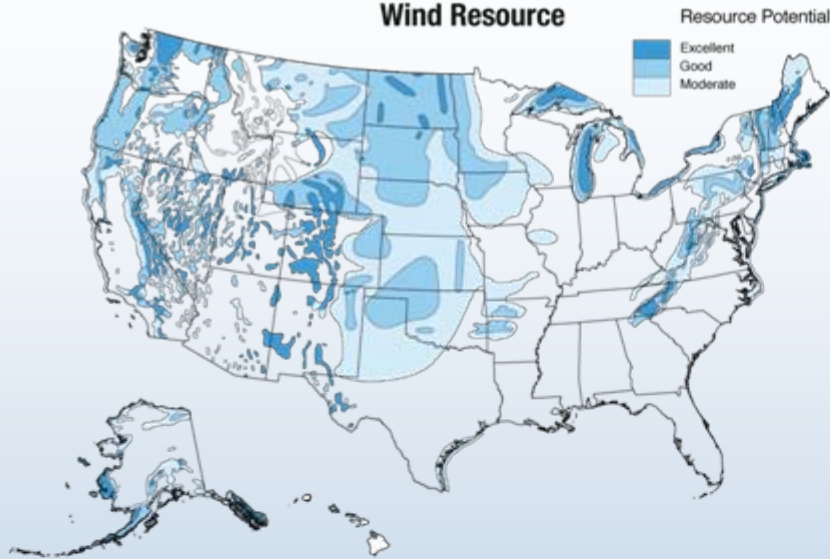 Wind Resource
Resource Potential
Excellent
Good
Moderate